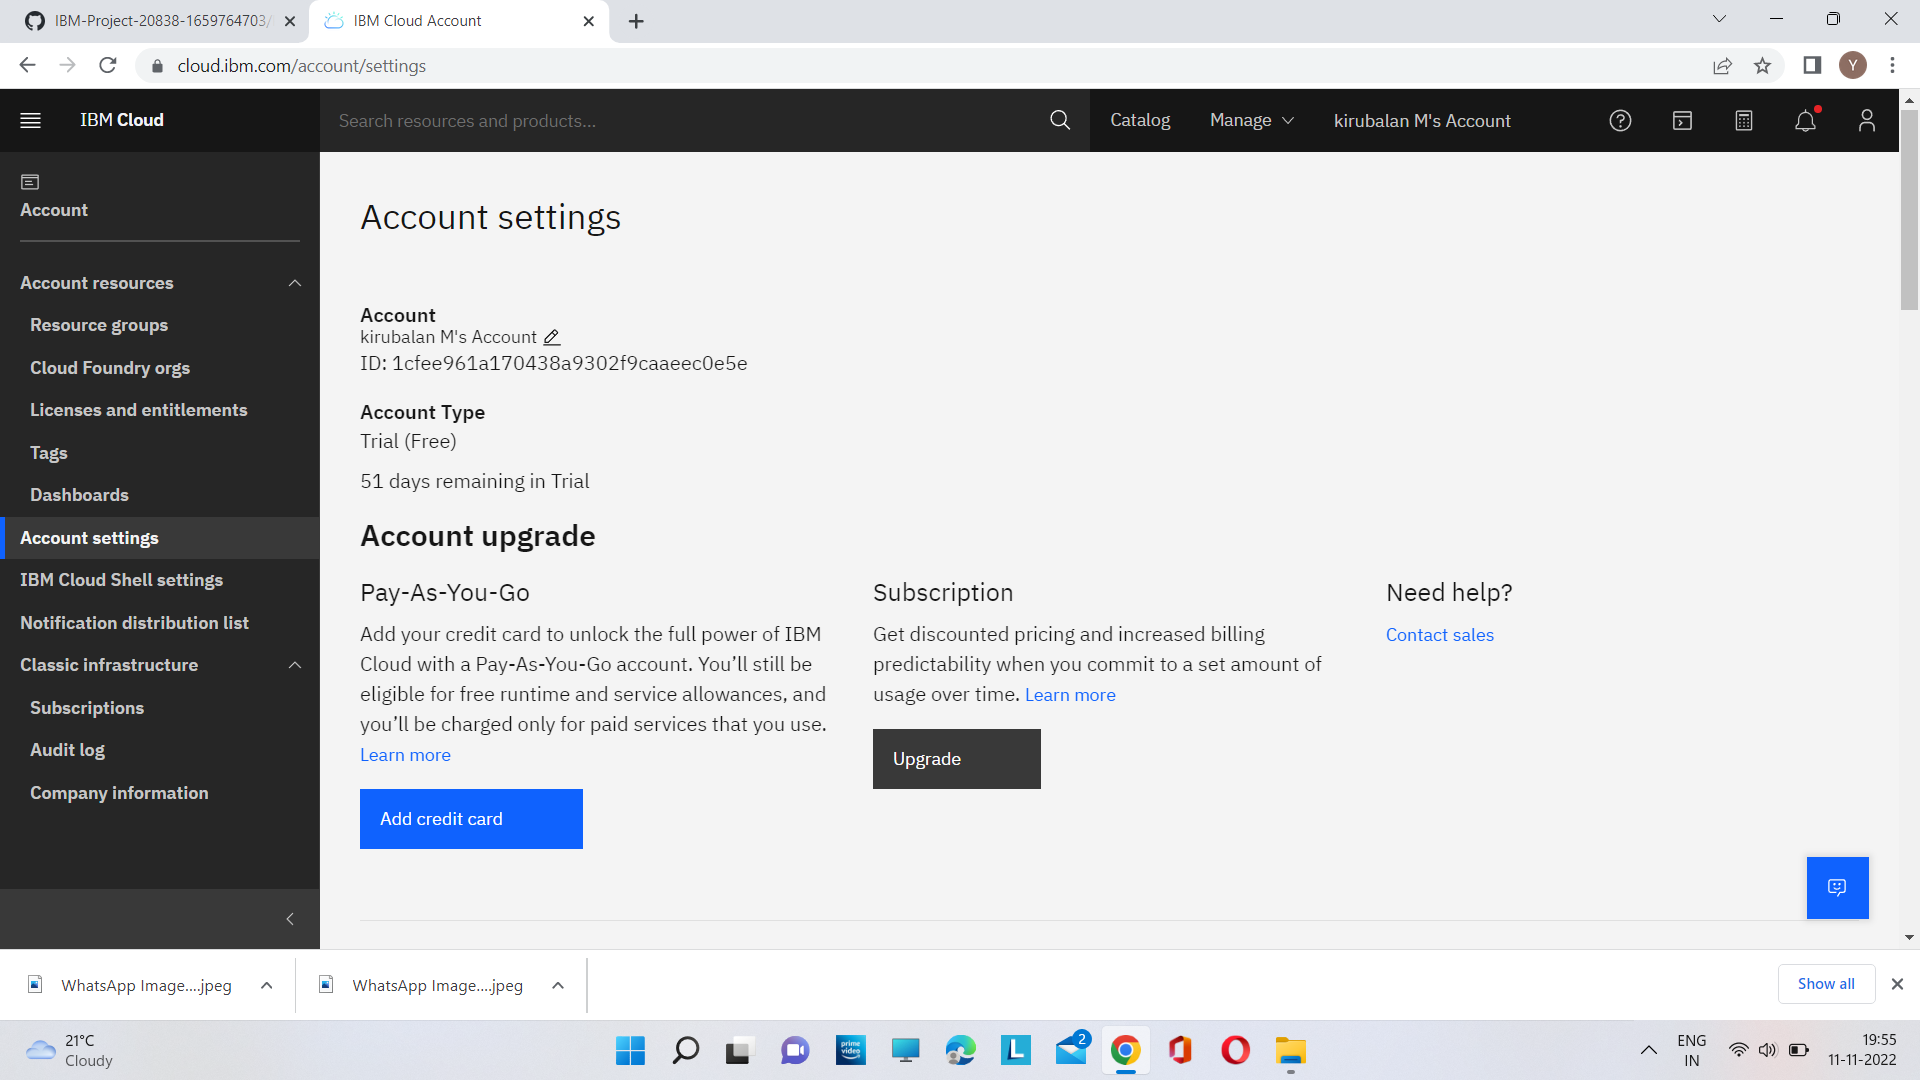 IBM-Project-20838-1659764703/
IBM Cloud Account
cloud.ibm.com/account/settings
Y
IBM Cloud
Search resources and products...
Catalog
Manage
kirubalan M's Account
Account
Account resources
Resource groups
Cloud Foundry orgs
Licenses and entitlements
Tags
Dashboards
Account settings
IBM Cloud Shell settings
Notification distribution list
Classic infrastructure
Subscriptions
Audit log
Company information
Account settings
Account
kirubalan M's Account
ID: 1cfee961a170438a9302f9caaeec0e5e
Account Type
Trial (Free)
51 days remaining in Trial
Account upgrade
Pay-As-You-Go
Add your credit card to unlock the full power of IBM
Cloud with a Pay-As-You-Go account. You’ll still be
eligible for free runtime and service allowances, and
you’ll be charged only for paid services that you use.
Learn more
Add credit card
Subscription
Get discounted pricing and increased billing
predictability when you commit to a set amount of
usage over time. Learn more
Upgrade
Need help?
Contact sales
WhatsApp Image....jpeg
WhatsApp Image....jpeg
Show all
21°C
Cloudy
prime
video
L
2
ENG
IN
19:55
11-11-2022